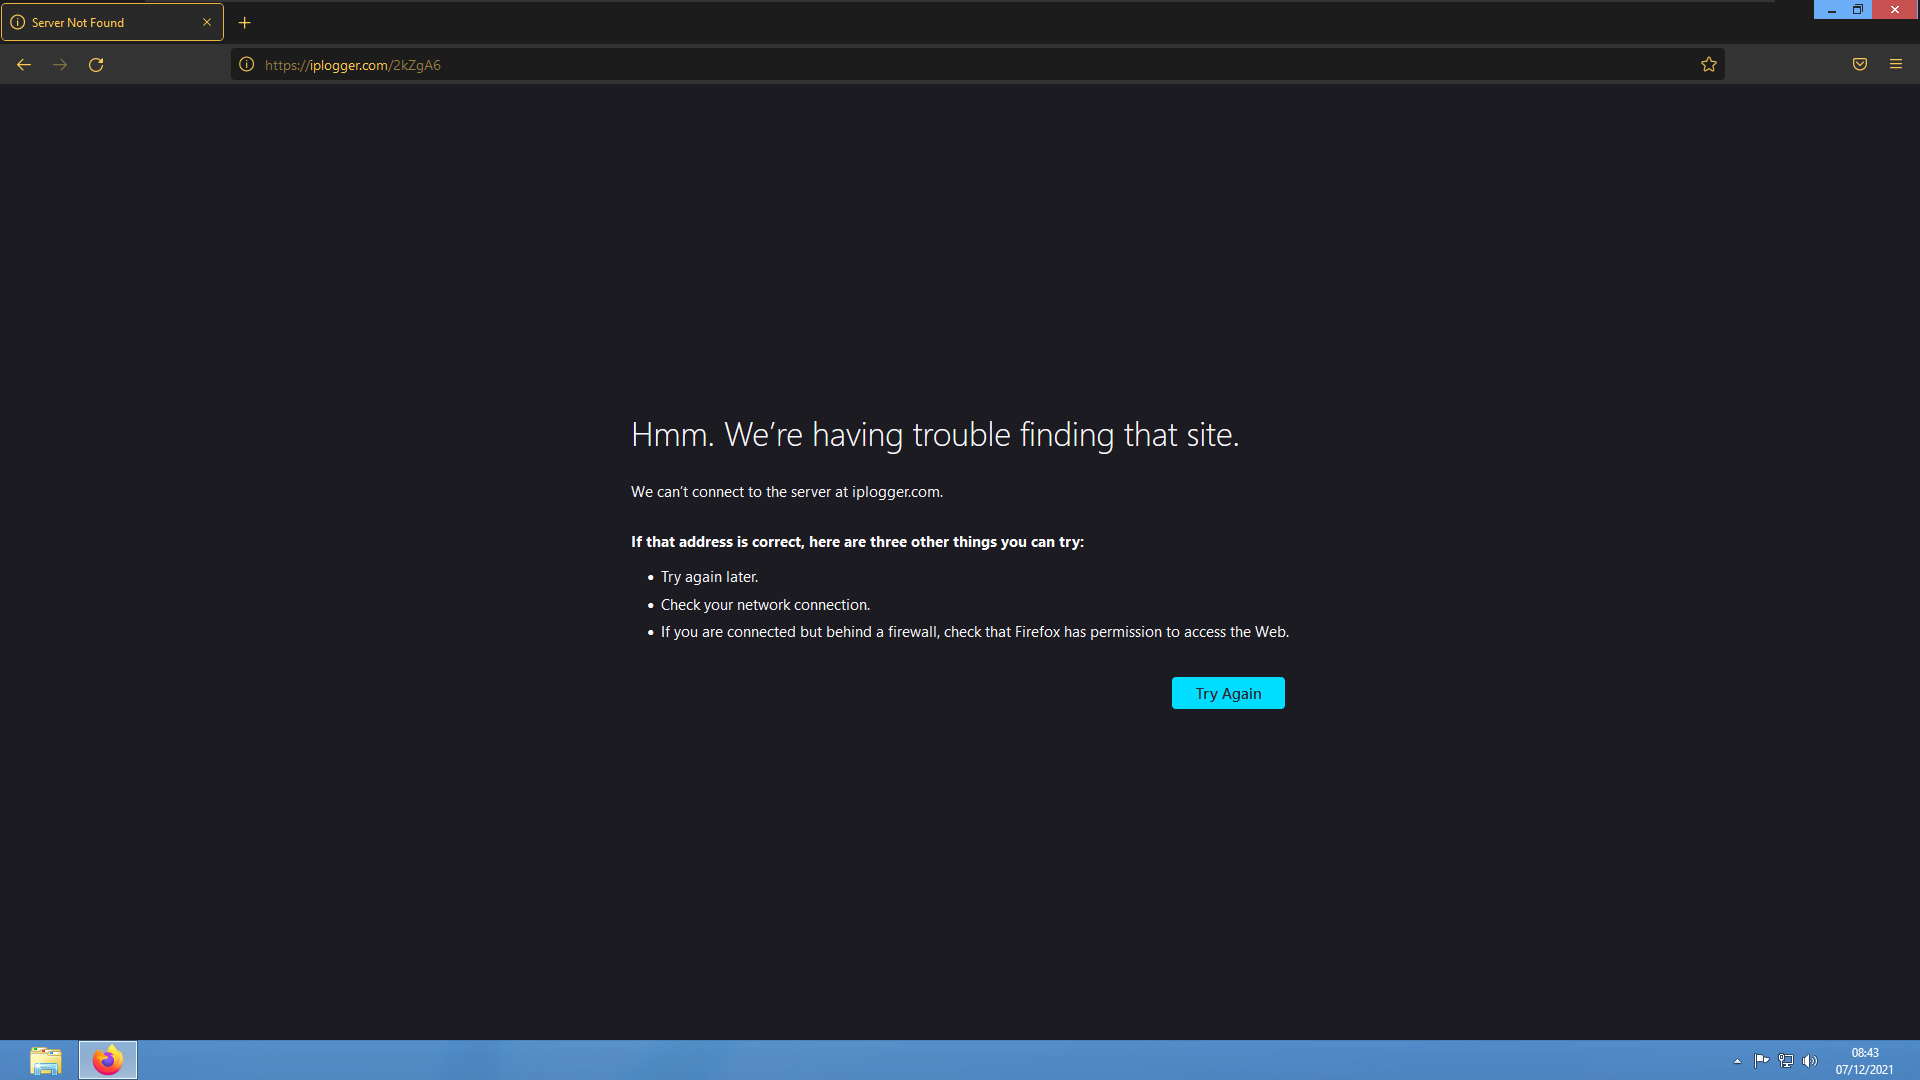 Server Not Found
https://iplogger.com/2kZgA6
Hmm. We’re having trouble finding that site.
We can’t connect to the server at iplogger.com.
If that address is correct, here are three other things you can try:
Try again later.
Check your network connection.
If you are connected but behind a firewall, check that Firefox has permission to access the Web.
Try Again
08:43
07/12/2021